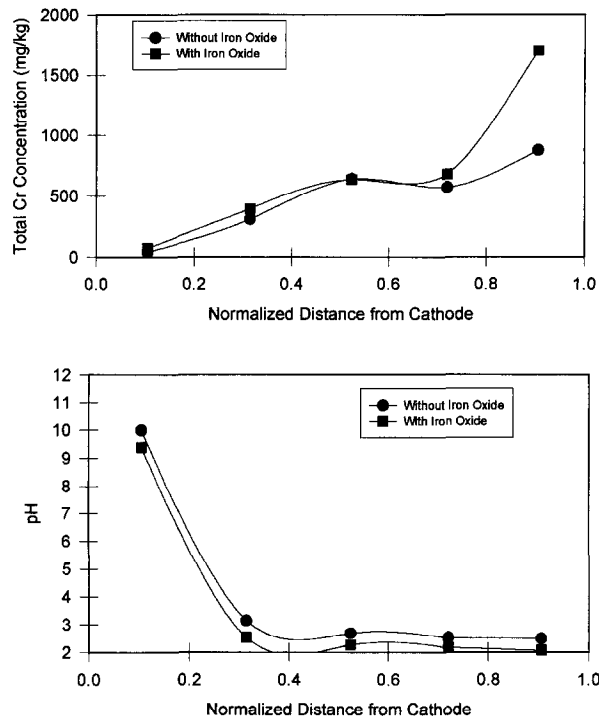 Total Cr Concentration (mg/kg)
2000
1500
1000
500
0
Without Iron Oxide
With Iron Oxide
0.0 0.2 0.4 0.6 0.8 1.0
Normalized Distance from Cathode
pH
12
11
10
9
8
7
6
5
4
3
2
Without Iron Oxide
With Iron Oxide
0.0 0.2 0.4 0.6 0.8 1.0
Normalized Distance from Cathode